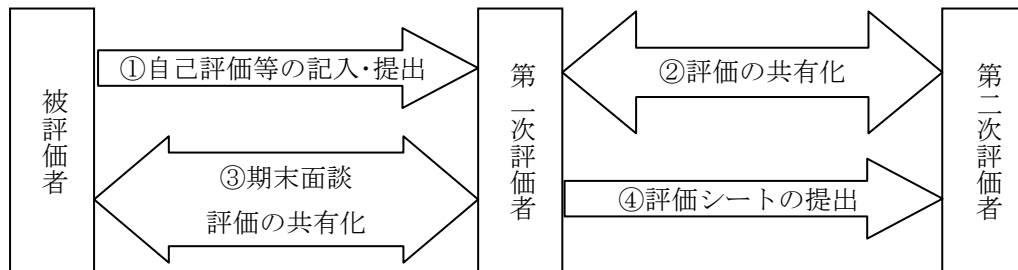 被評価者
①自己評価等の記入・提出
第一次評価者
②評価の共有化
第二次評価者
③期末面談
評価の共有化
④評価シートの提出